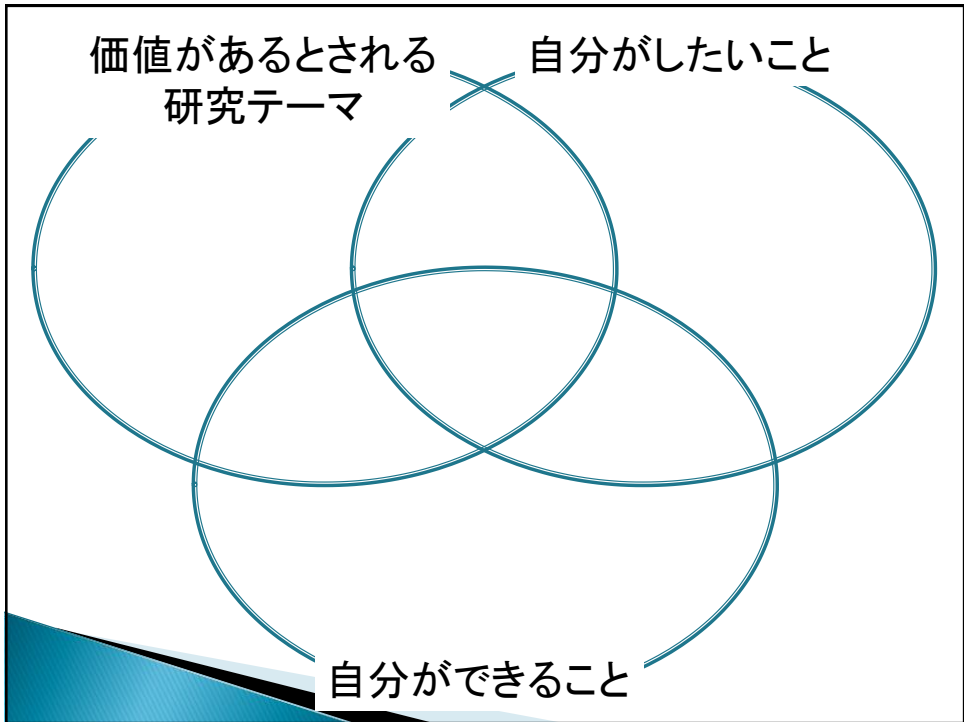 価値があるとされる
研究テーマ
自分がしたいこと
自分ができること